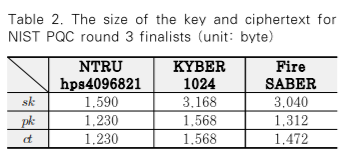 Table 2. The size of the key and ciphertext for
NIST PQC round 3 finalists (unit: byte)
NTRU hps4096821 KYBER 1024 Fire SABER
sk 1,590 3,168 3,040
pk 1,230 1,568 1,312
ct 1,230 1,568 1,472